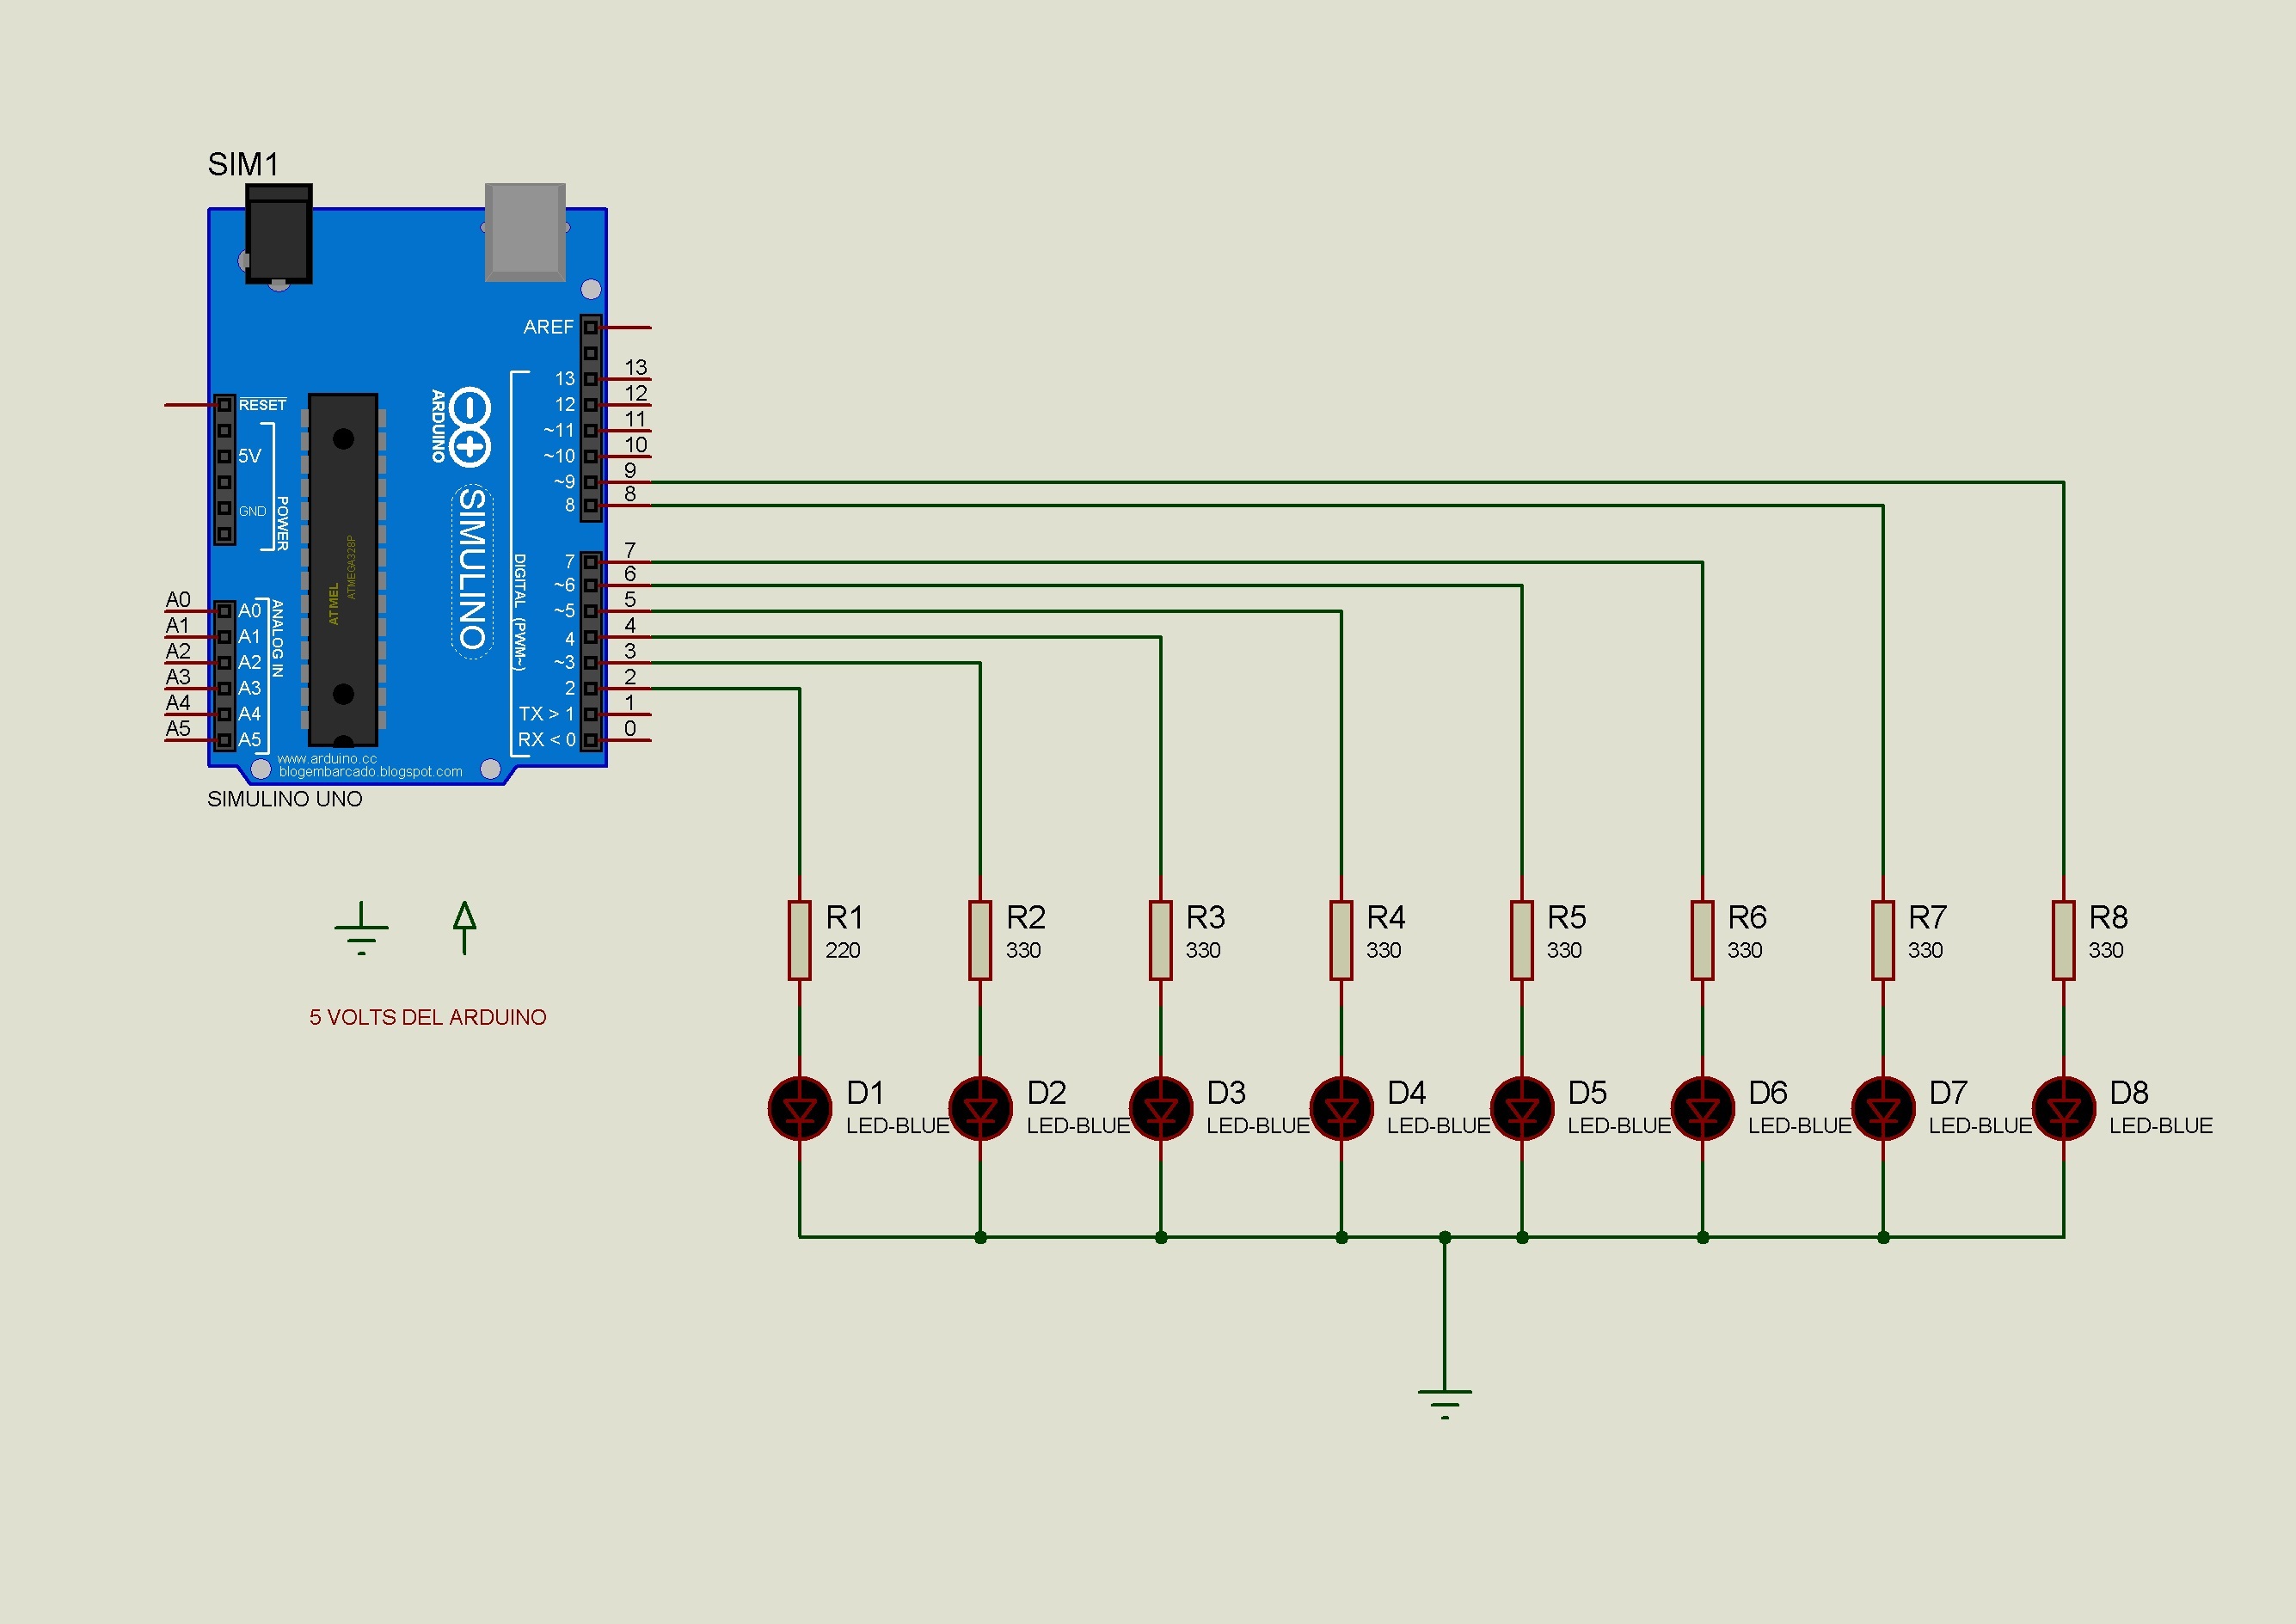 SIM1
AREF
13
13
12
12
~11
11
~10
10
~9
9
8
8
7
7
~6
6
~5
5
4
4
~3
3
2
2
TX > 1
1
RX < 0
0
RESET
5V
GND
POWER
A0
A0
A1
A1
A2
A2
A3
A3
A4
A4
A5
A5
ANALOG IN
ATMEL
ATMEGA328P
ARDUINO
SIMULINO
DIGITAL (PWM~)
www.arduino.cc
blogembarcado.blogspot.com
SIMULINO UNO
5 VOLTS DEL ARDUINO
R1
220
R2
330
R3
330
R4
330
R5
330
R6
330
R7
330
R8
330
D1
LED-BLUE
D2
LED-BLUE
D3
LED-BLUE
D4
LED-BLUE
D5
LED-BLUE
D6
LED-BLUE
D7
LED-BLUE
D8
LED-BLUE